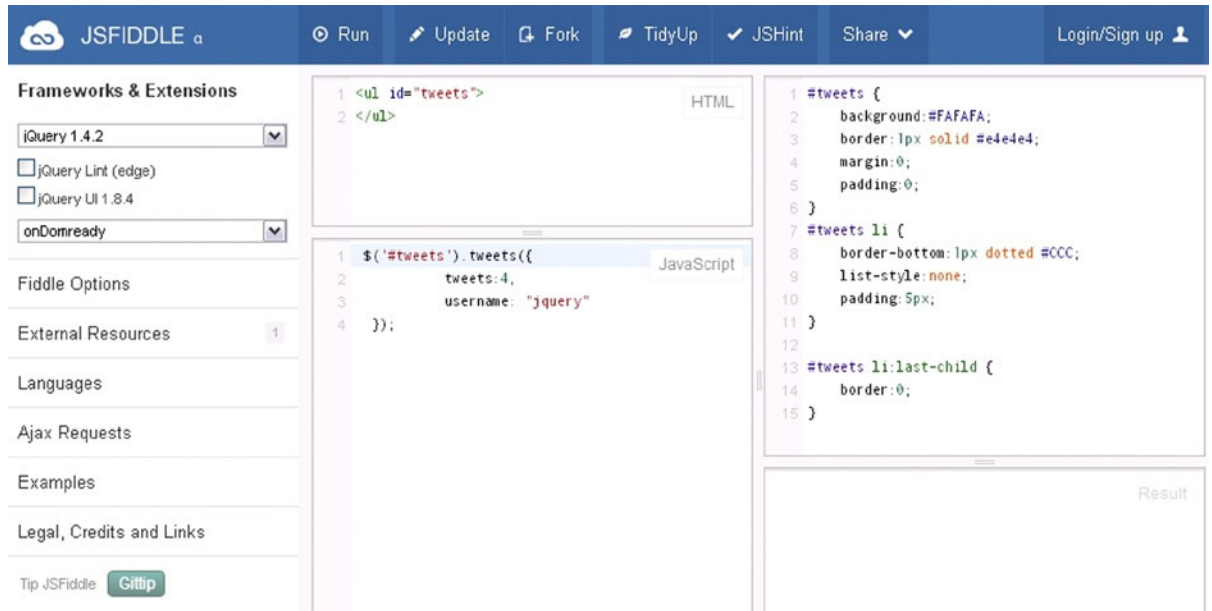 JSFIDDLE α
Run
Update
Fork
TidyUp
JSHint
Share
Login/Sign up
Frameworks & Extensions
jQuery 1.4.2
jQuery Lint (edge)
jQuery UI 1.8.4
onDomready
Fiddle Options
External Resources 1
Languages
Ajax Requests
Examples
Legal, Credits and Links
Tip JSFiddle Gittip
HTML
1 <ul id="tweets">
2 </ul>
JavaScript
1 $('#tweets').tweets({
2 tweets:4,
3 username: "jquery"
4 });
1 #tweets {
2 background:#FAFAFA;
3 border:1px solid #e4e4e4;
4 margin:0;
5 padding:0;
6 }
7 #tweets li {
8 border-bottom:1px dotted #CCC;
9 list-style:none;
10 padding:5px;
11 }
12
13 #tweets li:last-child {
14 border:0;
15 }
Result